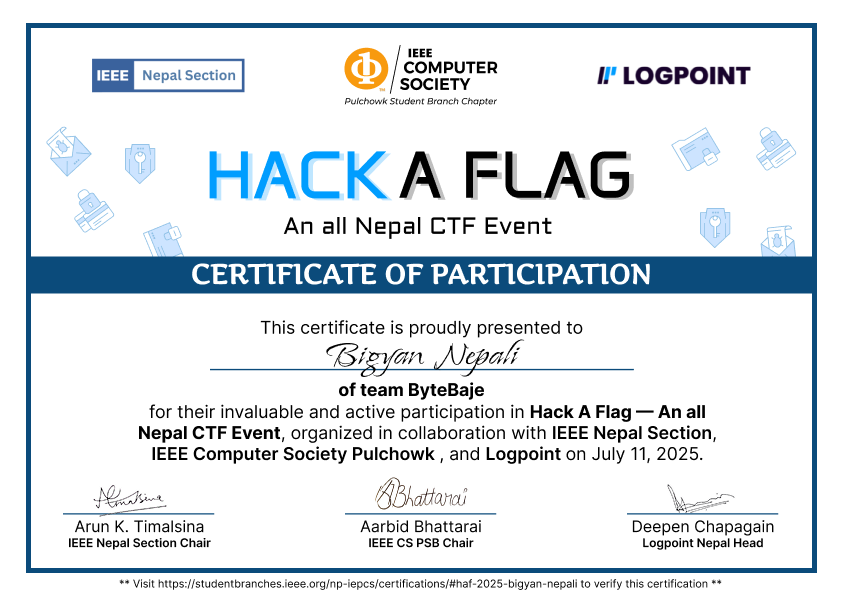 IEEE Nepal Section
IEEE
COMPUTER
SOCIETY
Pulchowk Student Branch Chapter
LOGPOINT
HACK A FLAG
An all Nepal CTF Event
CERTIFICATE OF PARTICIPATION
This certificate is proudly presented to
Bigyan Nepali
of team ByteBaje
for their invaluable and active participation in Hack A Flag — An all
Nepal CTF Event, organized in collaboration with IEEE Nepal Section,
IEEE Computer Society Pulchowk , and Logpoint on July 11, 2025.
ABhattarai
Arun K. Timalsina
IEEE Nepal Section Chair
Aarbid Bhattarai
IEEE CS PSB Chair
Deepen Chapagain
Logpoint Nepal Head
** Visit https://studentbranches.ieee.org/np-iepcs/certifications/#haf-2025-bigyan-nepali to verify this certification **